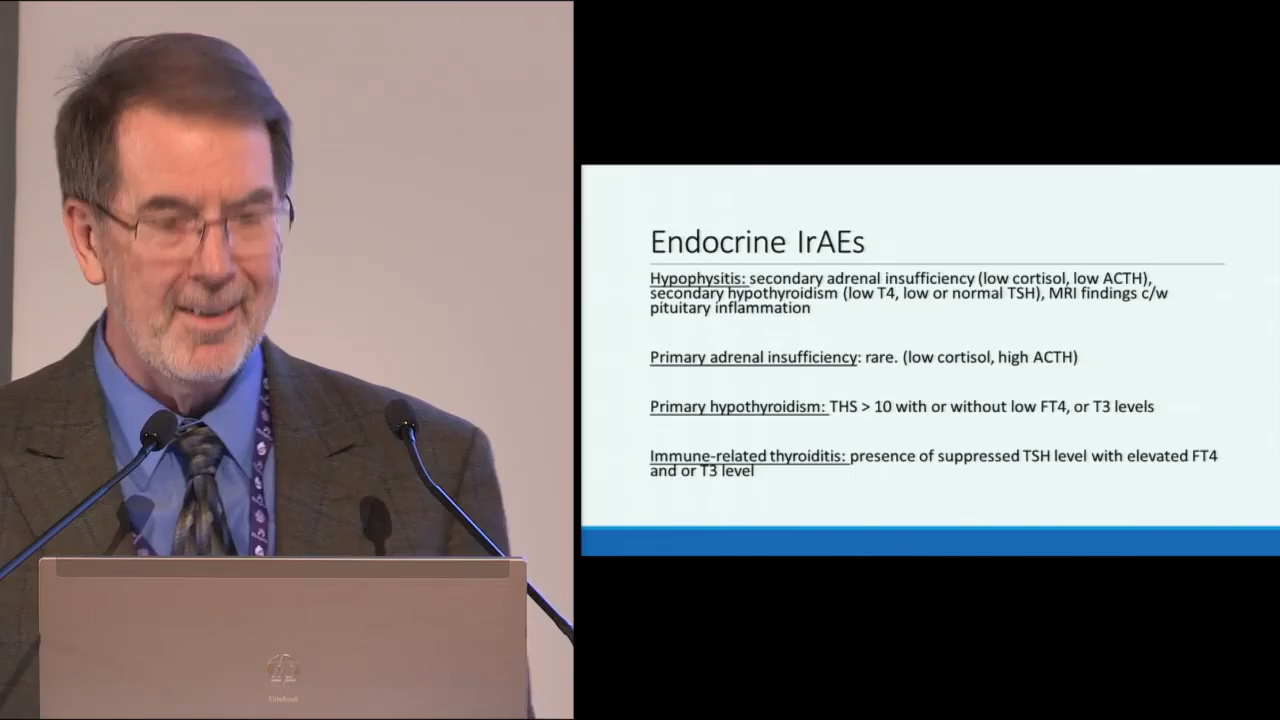 Endocrine IrAEs
Hypophysitis: secondary adrenal insufficiency (low cortisol, low ACTH),
secondary hypothyroidism (low T4, low or normal TSH), MRI findings c/w
pituitary inflammation
Primary adrenal insufficiency: rare. (low cortisol, high ACTH)
Primary hypothyroidism: THS > 10 with or without low FT4, or T3 levels
Immune-related thyroiditis: presence of suppressed TSH level with elevated FT4
and or T3 level
hp
EliteBook